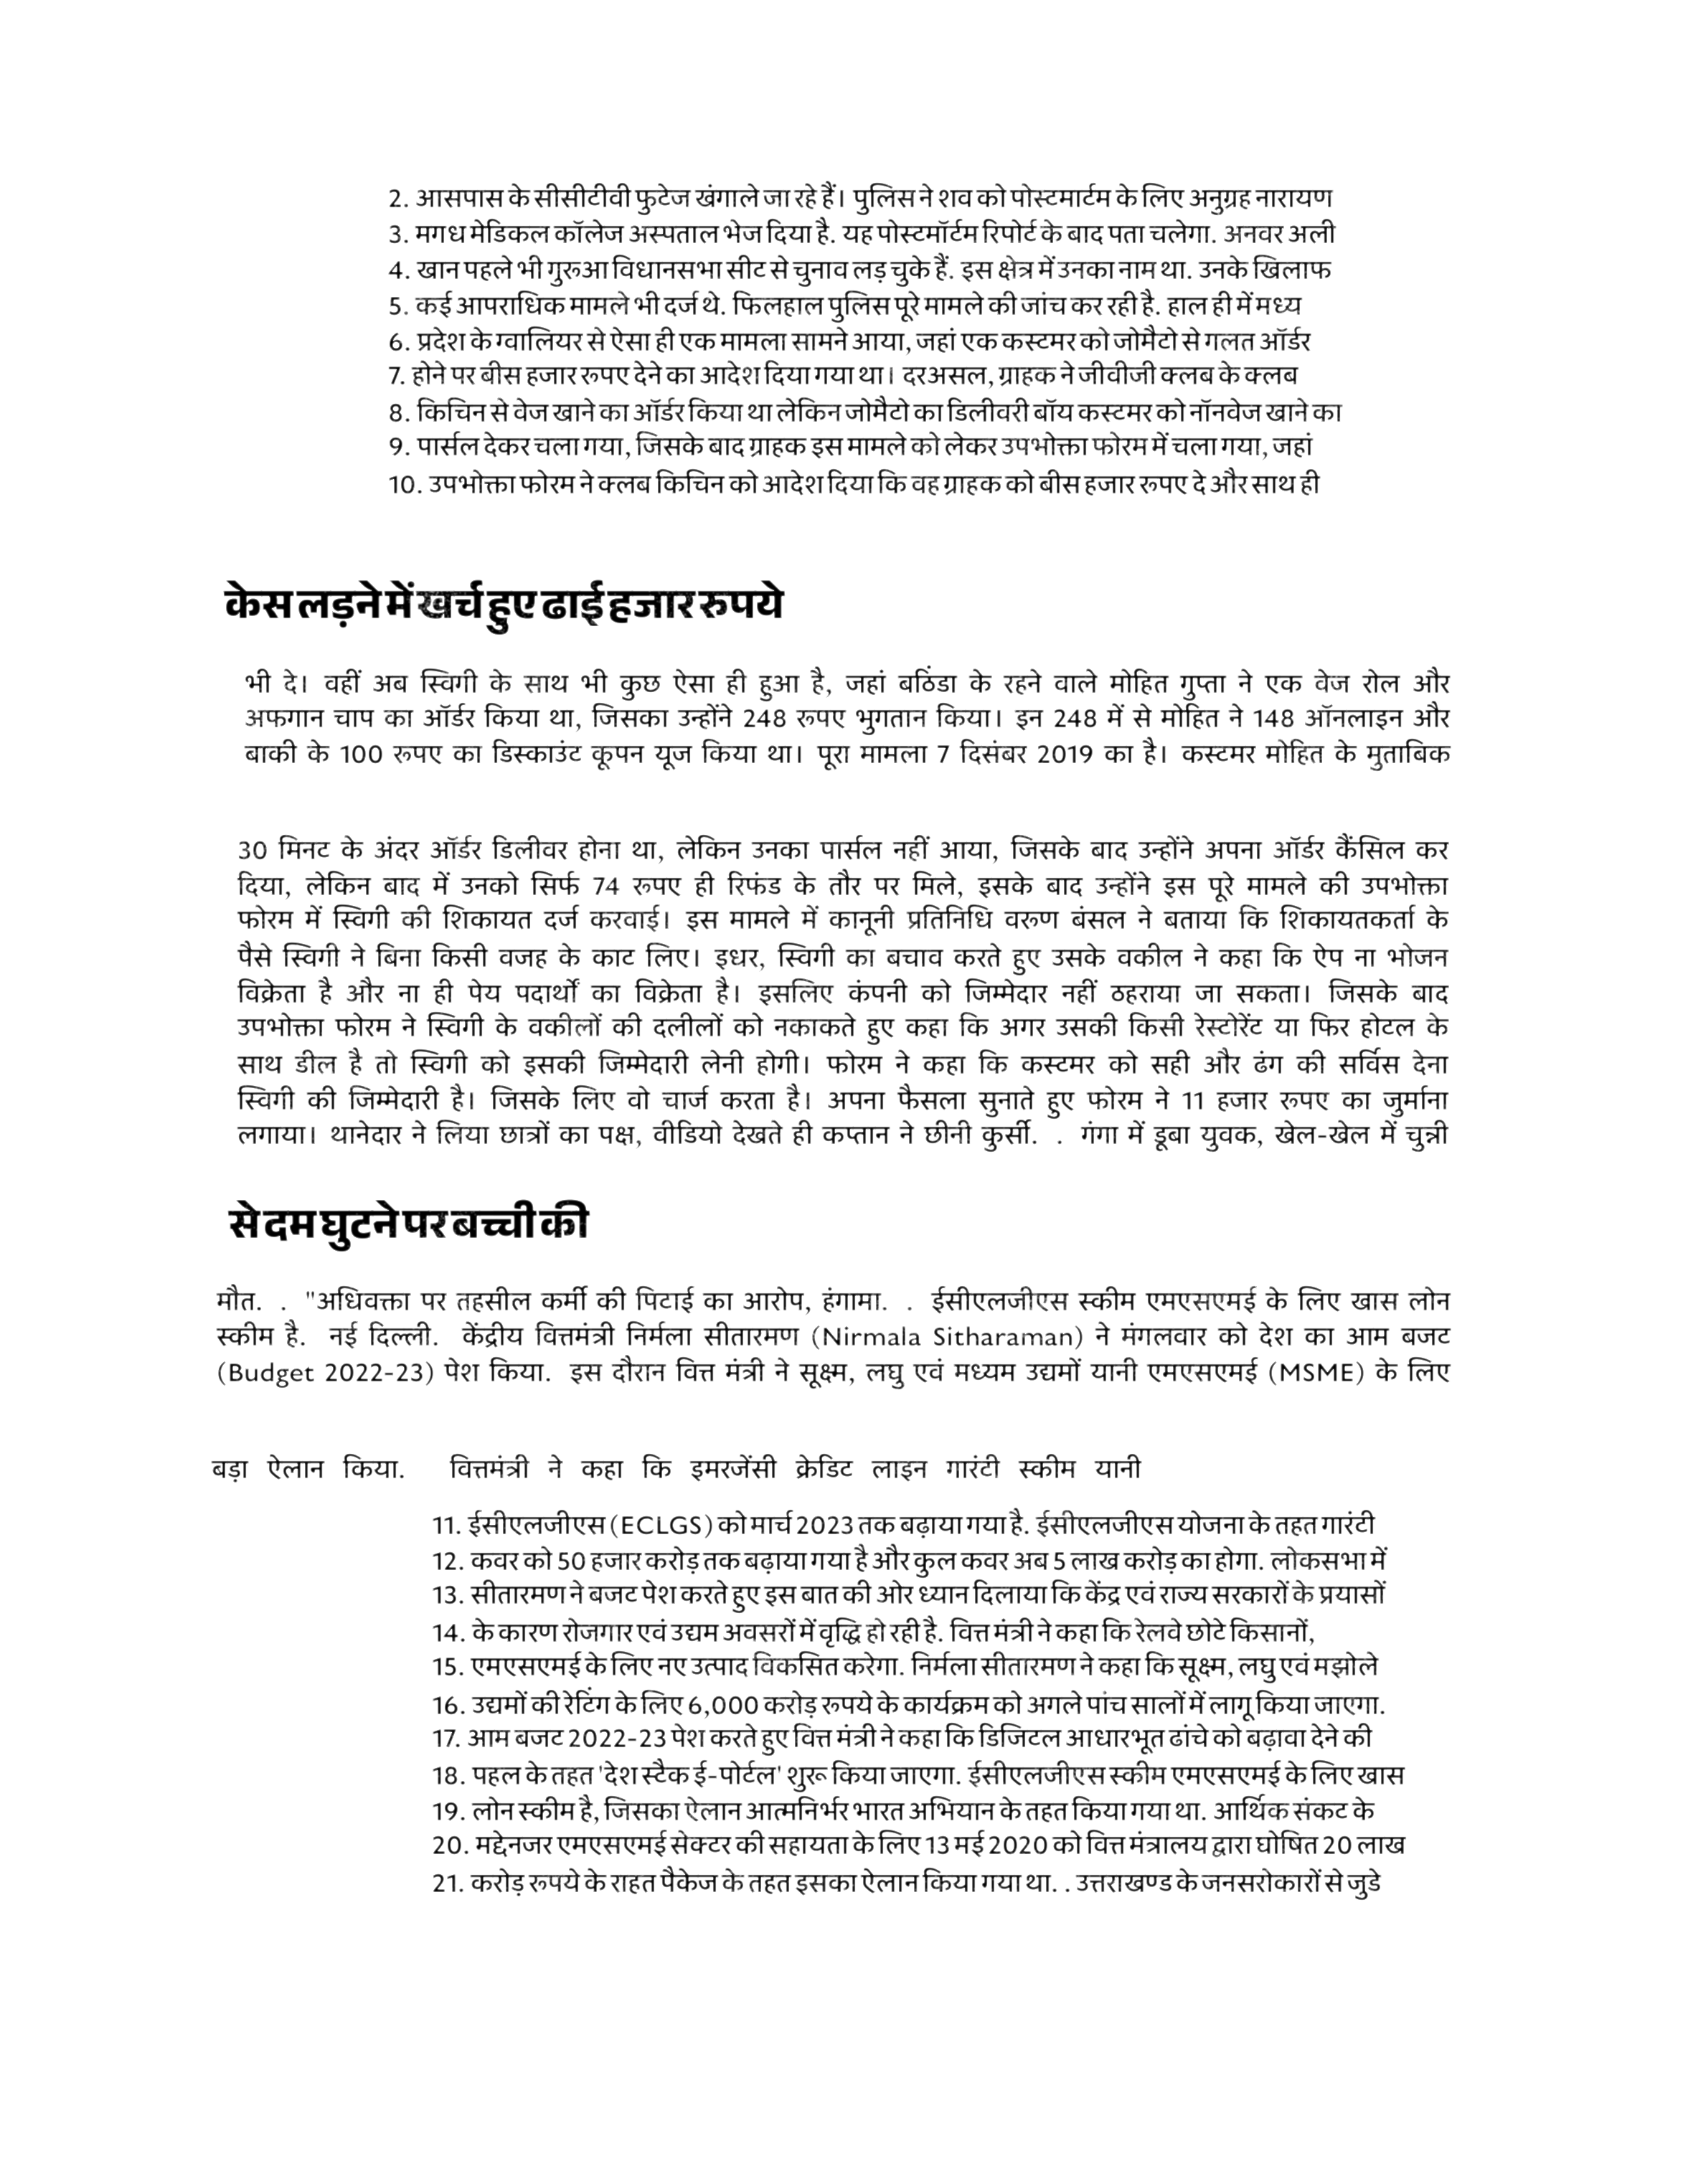 2. आसपास के सीसीटीवी फुटेज खंगाले जा रहे हैं। पुलिस ने शव को पोस्टमार्टम के लिए अनुग्रह नारायण
3. मगध मेडिकल कॉलेज अस्पताल भेज दिया है. यह पोस्टमॉर्टम रिपोर्ट के बाद पता चलेगा. अनवर अली
4. खान पहले भी गुरूआ विधानसभा सीट से चुनाव लड़ चुके हैं. इस क्षेत्र में उनका नाम था. उनके खिलाफ
5. कई आपराधिक मामले भी दर्ज थे. फिलहाल पुलिस पूरे मामले की जांच कर रही है. हाल ही में मध्य
6. प्रदेश के ग्वालियर से ऐसा ही एक मामला सामने आया, जहां एक कस्टमर को जोमैटो से गलत ऑर्डर
7. होने पर बीस हजार रूपए देने का आदेश दिया गया था। दरअसल, ग्राहक ने जीवीजी क्लब के क्लब
8. किचिन से वेज खाने का ऑर्डर किया था लेकिन जोमैटो का डिलीवरी बॉय कस्टमर को नॉनवेज खाने का
9. पार्सल देकर चला गया, जिसके बाद ग्राहक इस मामले को लेकर उपभोक्ता फोरम में चला गया, जहां
10. उपभोक्ता फोरम ने क्लब किचिन को आदेश दिया कि वह ग्राहक को बीस हजार रूपए दे और साथ ही
केस लड़ने में खर्च हुए ढाई हजार रुपये
भी दे। वहीं अब स्विगी के साथ भी कुछ ऐसा ही हुआ है, जहां बठिंडा के रहने वाले मोहित गुप्ता ने एक वेज रोल और
अफगान चाप का ऑर्डर किया था, जिसका उन्होंने 248 रूपए भुगतान किया। इन 248 में से मोहित ने 148 ऑनलाइन और
बाकी के 100 रूपए का डिस्काउंट कूपन यूज किया था। पूरा मामला 7 दिसंबर 2019 का है। कस्टमर मोहित के मुताबिक
30 मिनट के अंदर ऑर्डर डिलीवर होना था, लेकिन उनका पार्सल नहीं आया, जिसके बाद उन्होंने अपना ऑर्डर कैंसिल कर
दिया, लेकिन बाद में उनको सिर्फ 74 रूपए ही रिफंड के तौर पर मिले, इसके बाद उन्होंने इस पूरे मामले की उपभोक्ता
फोरम में स्विगी की शिकायत दर्ज करवाई। इस मामले में कानूनी प्रतिनिधि वरूण बंसल ने बताया कि शिकायतकर्ता के
पैसे स्विगी ने बिना किसी वजह के काट लिए। इधर, स्विगी का बचाव करते हुए उसके वकील ने कहा कि ऐप ना भोजन
विक्रेता है और ना ही पेय पदार्थों का विक्रेता है। इसलिए कंपनी को जिम्मेदार नहीं ठहराया जा सकता। जिसके बाद
उपभोक्ता फोरम ने स्विगी के वकीलों की दलीलों को नकाकते हुए कहा कि अगर उसकी किसी रेस्टोरेंट या फिर होटल के
साथ डील है तो स्विगी को इसकी जिम्मेदारी लेनी होगी। फोरम ने कहा कि कस्टमर को सही और ढंग की सर्विस देना
स्विगी की जिम्मेदारी है। जिसके लिए वो चार्ज करता है। अपना फैसला सुनाते हुए फोरम ने 11 हजार रूपए का जुर्माना
लगाया। थानेदार ने लिया छात्रों का पक्ष, वीडियो देखते ही कप्तान ने छीनी कुर्सी. . गंगा में डूबा युवक, खेल-खेल में चुन्नी
से दम घुटने पर बच्ची की
मौत. . "अधिवक्ता पर तहसील कर्मी की पिटाई का आरोप, हंगामा. . ईसीएलजीएस स्कीम एमएसएमई के लिए खास लोन
स्कीम है. नई दिल्ली. केंद्रीय वित्तमंत्री निर्मला सीतारमण (Nirmala Sitharaman) ने मंगलवार को देश का आम बजट
(Budget 2022-23) पेश किया. इस दौरान वित्त मंत्री ने सूक्ष्म, लघु एवं मध्यम उद्यमों यानी एमएसएमई (MSME) के लिए
बड़ा ऐलान किया. वित्तमंत्री ने कहा कि इमरजेंसी क्रेडिट लाइन गारंटी स्कीम यानी
11. ईसीएलजीएस (ECLGS) को मार्च 2023 तक बढ़ाया गया है. ईसीएलजीएस योजना के तहत गारंटी
12. कवर को 50 हजार करोड़ तक बढ़ाया गया है और कुल कवर अब 5 लाख करोड़ का होगा. लोकसभा में
13. सीतारमण ने बजट पेश करते हुए इस बात की ओर ध्यान दिलाया कि केंद्र एवं राज्य सरकारों के प्रयासों
14. के कारण रोजगार एवं उद्यम अवसरों में वृद्धि हो रही है. वित्त मंत्री ने कहा कि रेलवे छोटे किसानों,
15. एमएसएमई के लिए नए उत्पाद विकसित करेगा. निर्मला सीतारमण ने कहा कि सूक्ष्म, लघु एवं मझोले
16. उद्यमों की रेटिंग के लिए 6,000 करोड़ रूपये के कार्यक्रम को अगले पांच सालों में लागू किया जाएगा.
17. आम बजट 2022-23 पेश करते हुए वित्त मंत्री ने कहा कि डिजिटल आधारभूत ढांचे को बढ़ावा देने की
18. पहल के तहत 'देश स्टैक ई-पोर्टल' शुरू किया जाएगा. ईसीएलजीएस स्कीम एमएसएमई के लिए खास
19. लोन स्कीम है, जिसका ऐलान आत्मनिर्भर भारत अभियान के तहत किया गया था. आर्थिक संकट के
20. मद्देनजर एमएसएमई सेक्टर की सहायता के लिए 13 मई 2020 को वित्त मंत्रालय द्वारा घोषित 20 लाख
21. करोड़ रूपये के राहत पैकेज के तहत इसका ऐलान किया गया था. . उत्तराखण्ड के जनसरोकारों से जुडे